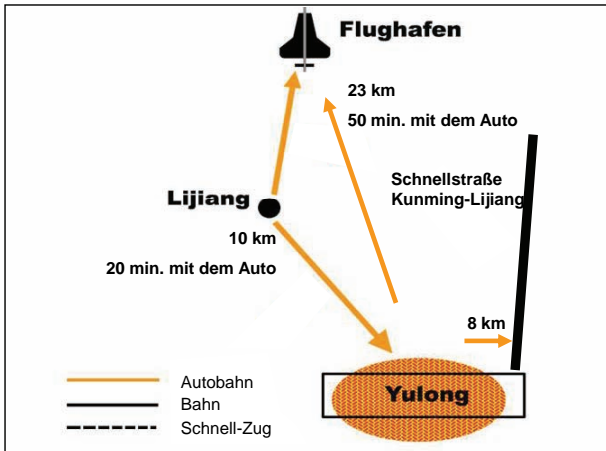 Flughafen
23 km
50 min. mit dem Auto
Schnellstraße
Kunming-Lijiang
Lijiang
10 km
20 min. mit dem Auto
8 km
Yulong
Autobahn
Bahn
Schnell-Zug